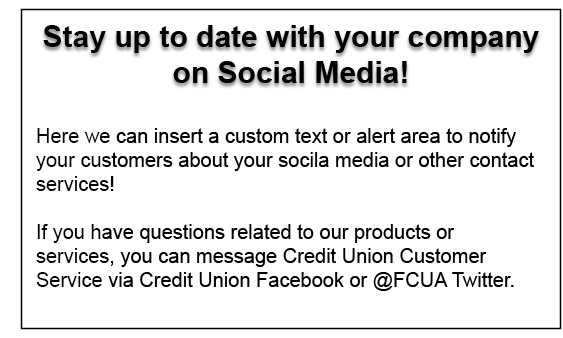 Stay up to date with your company
on Social Media!
Here we can insert a custom text or alert area to notify
your customers about your socila media or other contact
services!
If you have questions related to our products or
services, you can message Credit Union Customer
Service via Credit Union Facebook or @FCUA Twitter.